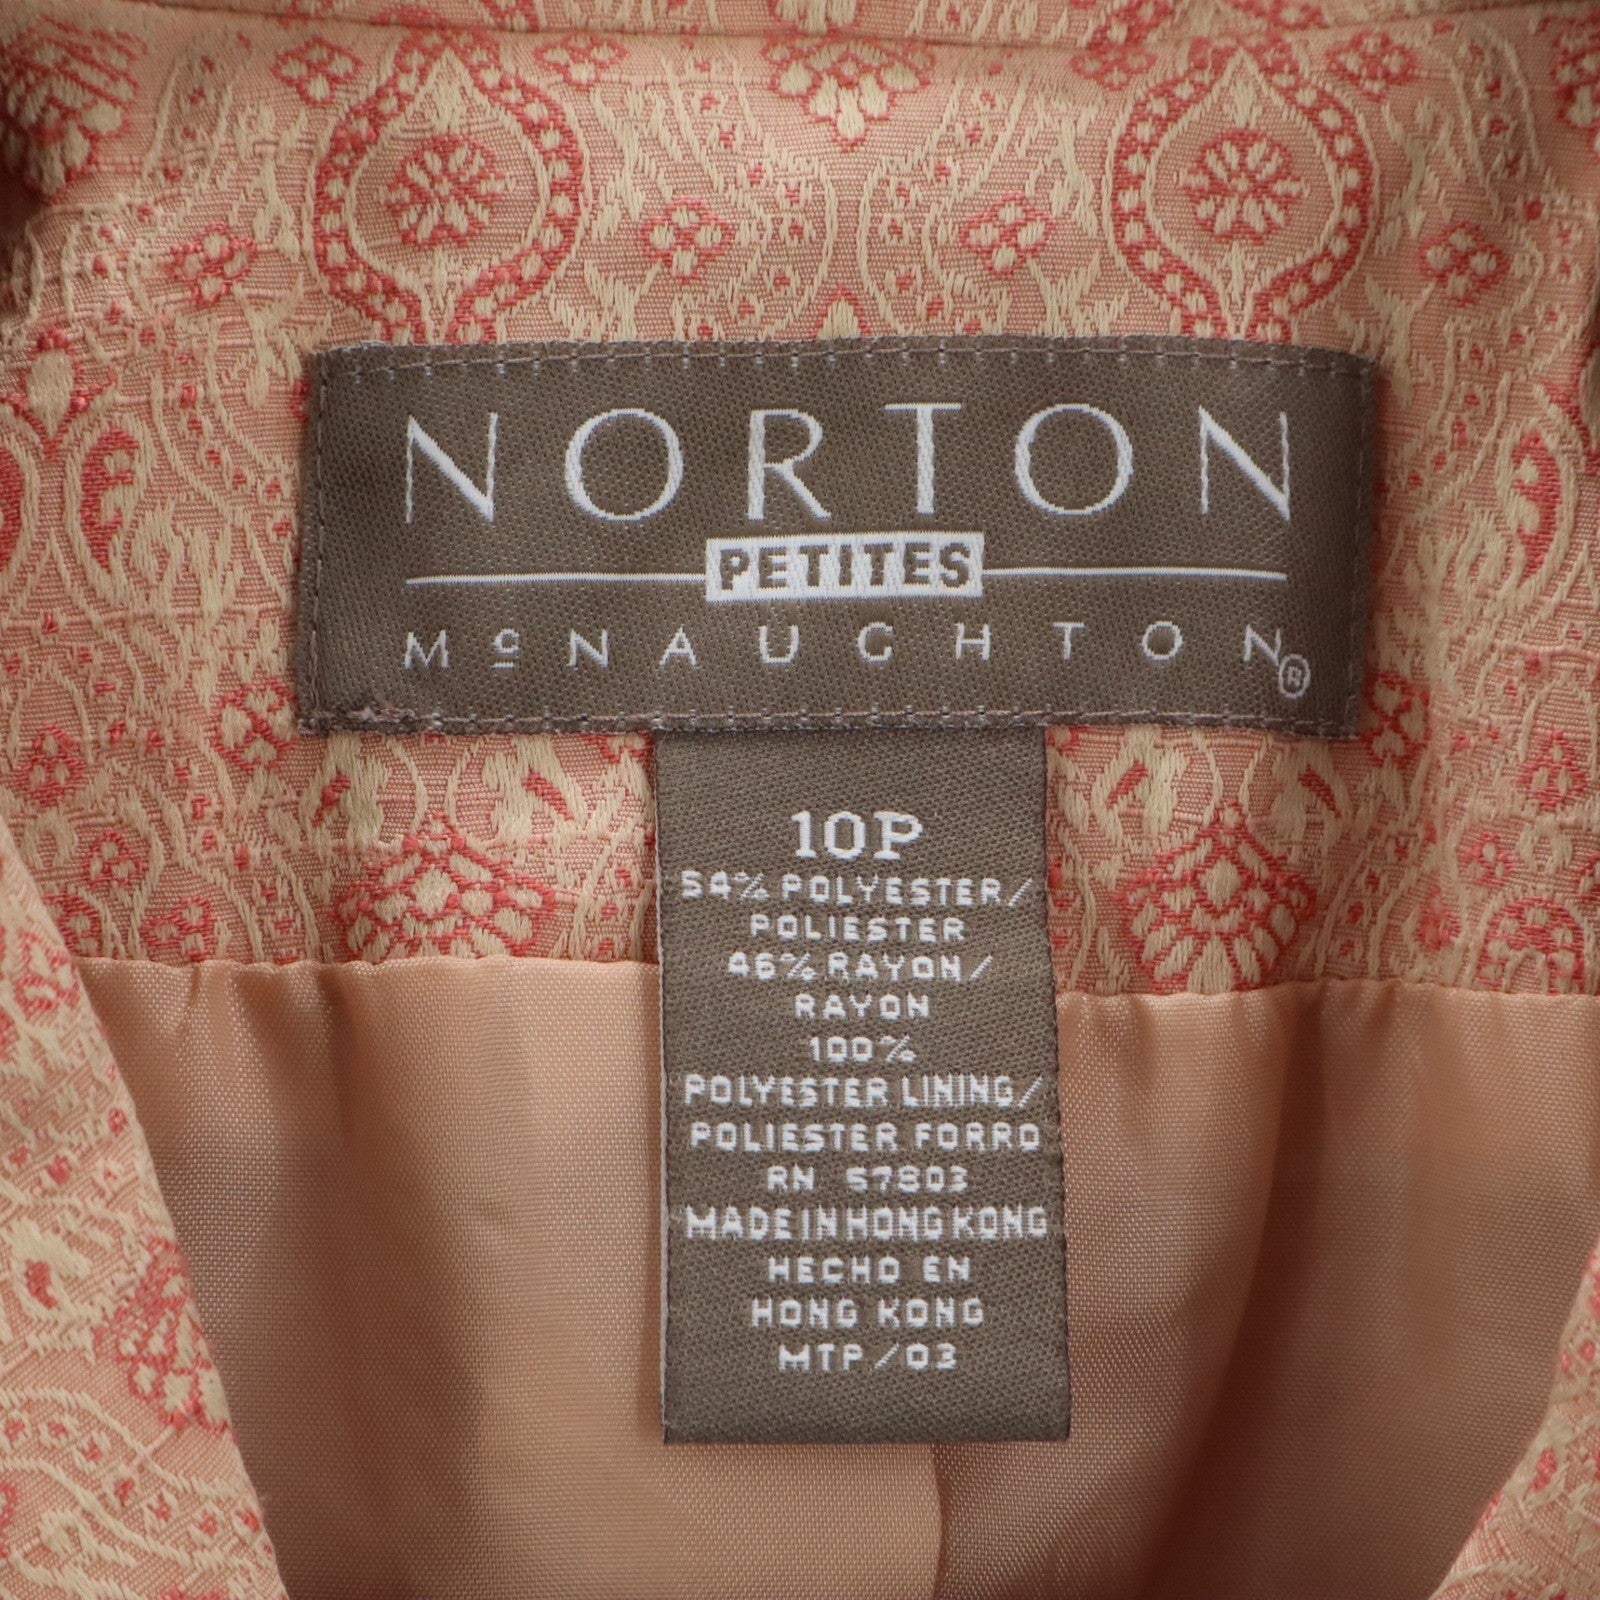 NORTON
PETITES
McNAUGHTON®
10P
54% POLYESTER/
POLIESTER
46% RAYON/
RAYON
100%
POLYESTER LINING/
POLIESTER FORRO
RN 57803
MADE IN HONG KONG
HECHO EN
HONG KONG
MTP/03